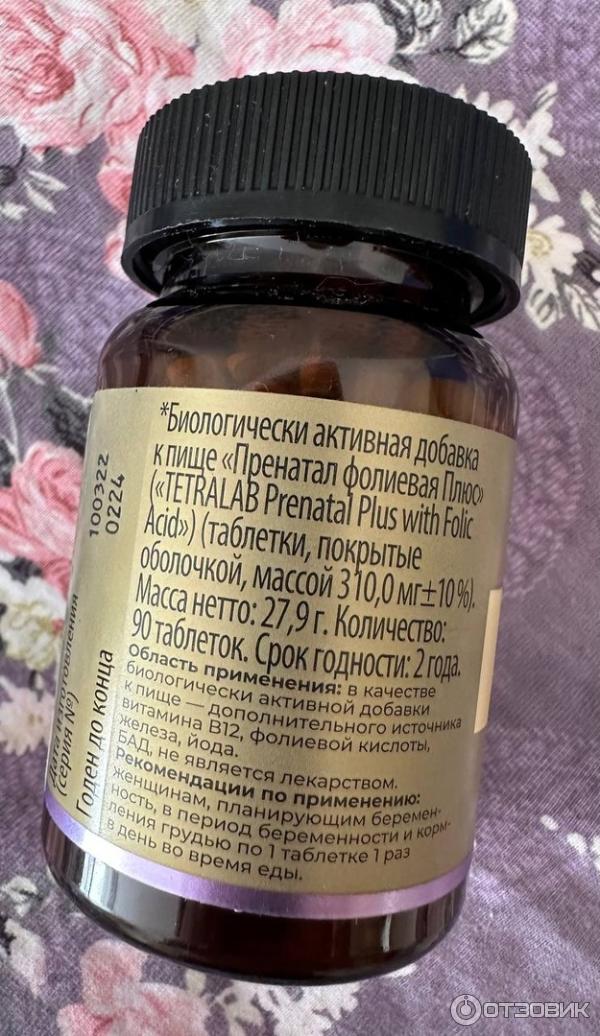 *Биологически активная добавка
к пище «Пренатал фолиевая Плюс»
(«TETRALAB Prenatal Plus with Folic
Acid») (таблетки, покрытые
оболочкой, массой 310,0 мг±10%).
Масса нетто: 27,9 г. Количество:
90 таблеток. Срок годности: 2 года.
Область применения: в качестве
биологически активной добавки
к пище — дополнительного источника
витамина В12, фолиевой кислоты,
железа, йода.
БАД, не является лекарством.
Рекомендации по применению:
женщинам, планирующим беремен-
ность, в период беременности и корм-
ления грудью по 1 таблетке 1 раз
в день во время еды.
Дата изготовления
(серия №)
100322
Годен до конца
0224
ОТЗОВИК